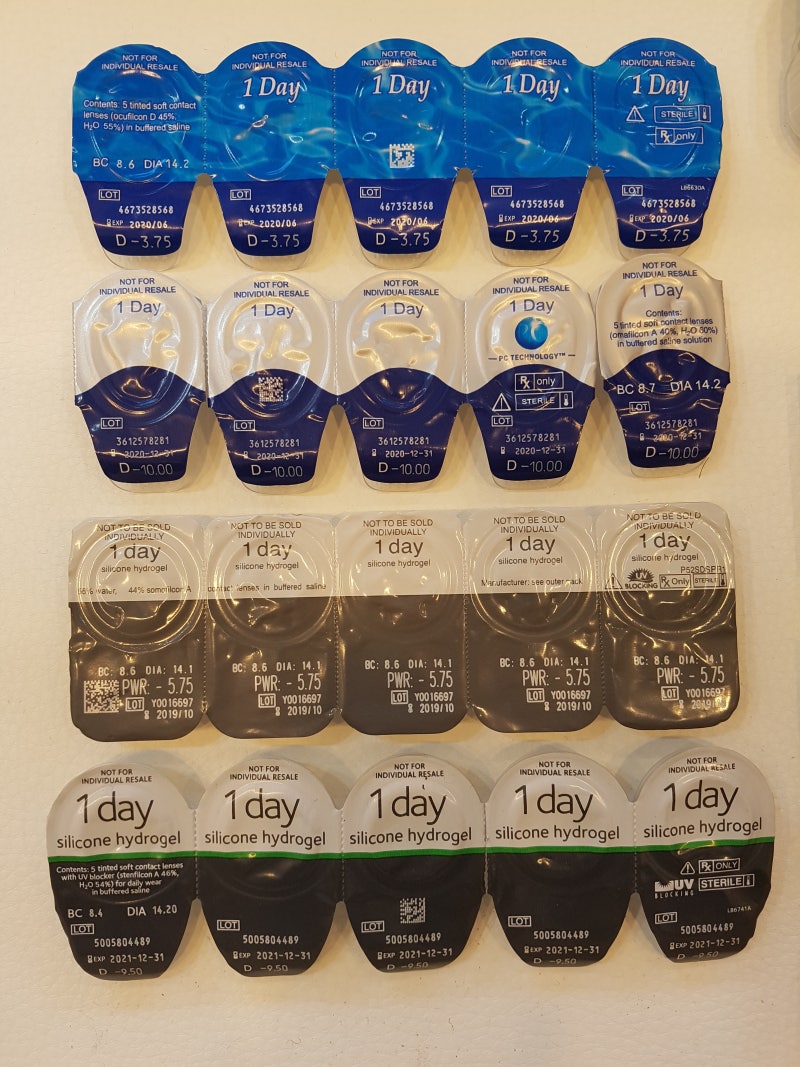 NOT FOR
INDIVIDUAL RESALE
Contents: 5 tinted soft contact
lenses (ocufilcon D 45%,
H₂O 55%) in buffered saline
BC 8.6 DIA 14.2
LOT
4673528568
EXP 2020/06
D -3.75
NOT FOR
INDIVIDUAL RESALE
1 Day
LOT
4673528568
EXP 2020/06
D -3.75
NOT FOR
INDIVIDUAL RESALE
1 Day
LOT
4673528568
EXP 2020/06
D -3.75
NOT FOR
INDIVIDUAL RESALE
1 Day
LOT
4673528568
EXP 2020/06
D -3.75
NOT FOR
INDIVIDUAL RESALE
1 Day
STERILE
Rx only
LB6630A
LOT
4673528568
EXP 2020/06
D -3.75
NOT FOR
INDIVIDUAL RESALE
1 Day
LOT
3612578281
2020-12-31
D -10.00
NOT FOR
INDIVIDUAL RESALE
1 Day
LOT
3612578281
2020-12-31
D -10.00
NOT FOR
INDIVIDUAL RESALE
1 Day
LOT
3612578281
2020-12-31
D -10.00
NOT FOR
INDIVIDUAL RESALE
1 Day
PC TECHNOLOGY™
Rx only
STERILE
LOT
3612578281
2020-12-31
D -10.00
NOT FOR
INDIVIDUAL RESALE
1 Day
Contents:
5 tinted soft contact lenses
(omafilcon A 40%, H₂O 60%)
in buffered saline solution
BC 8.7 DIA 14.2
LOT
3612578281
2020-12-31
D -10.00
NOT TO BE SOLD
INDIVIDUALLY
1 day
silicone hydrogel
56% water, 44% somofilcon A
BC: 8.6 DIA: 14.1
PWR: - 5.75
LOT Y0016697
2019/10
NOT TO BE SOLD
INDIVIDUALLY
1 day
silicone hydrogel
contact lenses in buffered saline
BC: 8.6 DIA: 14.1
PWR: - 5.75
LOT Y0016697
2019/10
NOT TO BE SOLD
INDIVIDUALLY
1 day
silicone hydrogel
BC: 8.6 DIA: 14.1
PWR: - 5.75
LOT Y0016697
2019/10
NOT TO BE SOLD
INDIVIDUALLY
1 day
silicone hydrogel
Manufacturer: see outer pack
BC: 8.6 DIA: 14.1
PWR: - 5.75
LOT Y0016697
2019/10
NOT TO BE SOLD
INDIVIDUALLY
1 day
silicone hydrogel
UV
BLOCKING
Rx Only
STERILE
BC: 8.6 DIA: 14.1
PWR: - 5.75
LOT Y0016697
2019/10
NOT FOR
INDIVIDUAL RESALE
1 day
silicone hydrogel
Contents: 5 tinted soft contact lenses
with UV blocker (stenfilcon A 46%,
H₂O 54%) for daily wear
in buffered saline
BC 8.4 DIA 14.20
LOT
5005804489
EXP 2021-12-31
D -9.50
NOT FOR
INDIVIDUAL RESALE
1 day
silicone hydrogel
LOT
5005804489
EXP 2021-12-31
D -9.50
NOT FOR
INDIVIDUAL RESALE
1 day
silicone hydrogel
LOT
5005804489
EXP 2021-12-31
D -9.50
NOT FOR
INDIVIDUAL RESALE
1 day
silicone hydrogel
LOT
5005804489
EXP 2021-12-31
D -9.50
NOT FOR
INDIVIDUAL RESALE
1 day
silicone hydrogel
Rx ONLY
UV
BLOCKING
STERILE
LB6741A
LOT
5005804489
EXP 2021-12-31
D -9.50